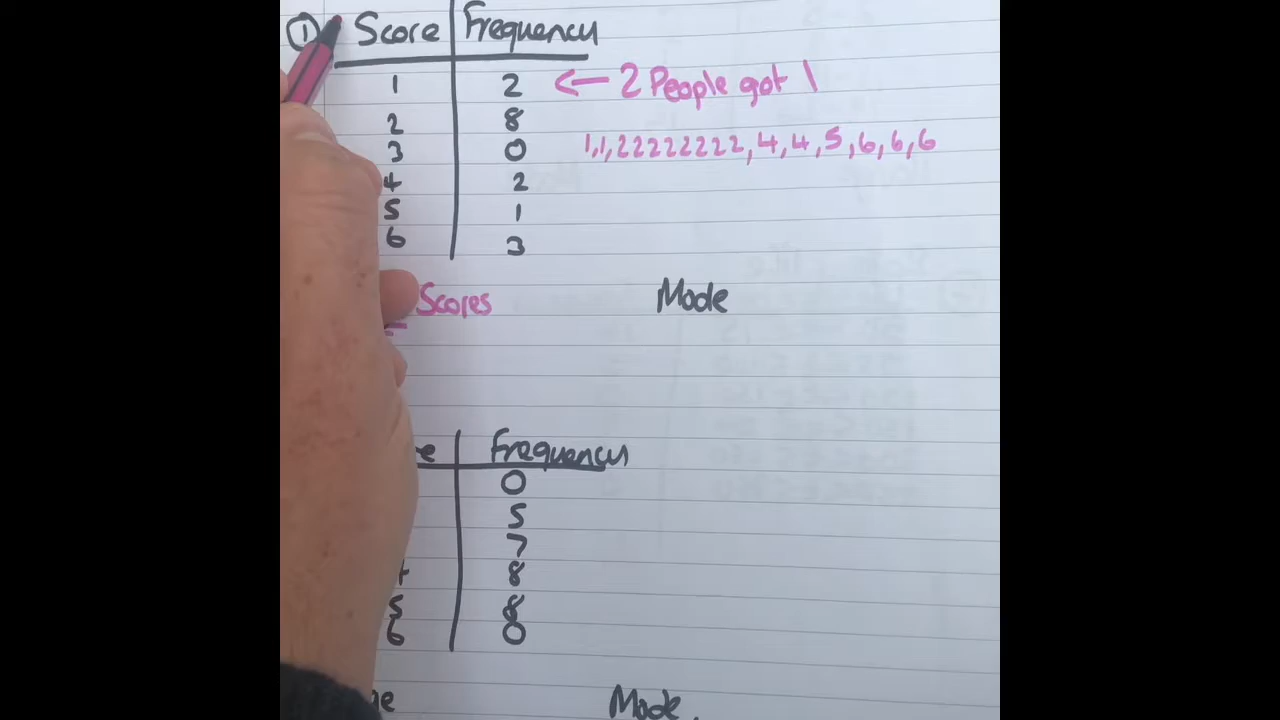 ① Score Frequency
1 2 ← 2 People got 1
2 8
3 0 1,1,22222222,4,4,5,6,6,6
4 2
5 1
6 3
Scores Mode
Frequency
0
5
7
8
5 8
6 0
Mode